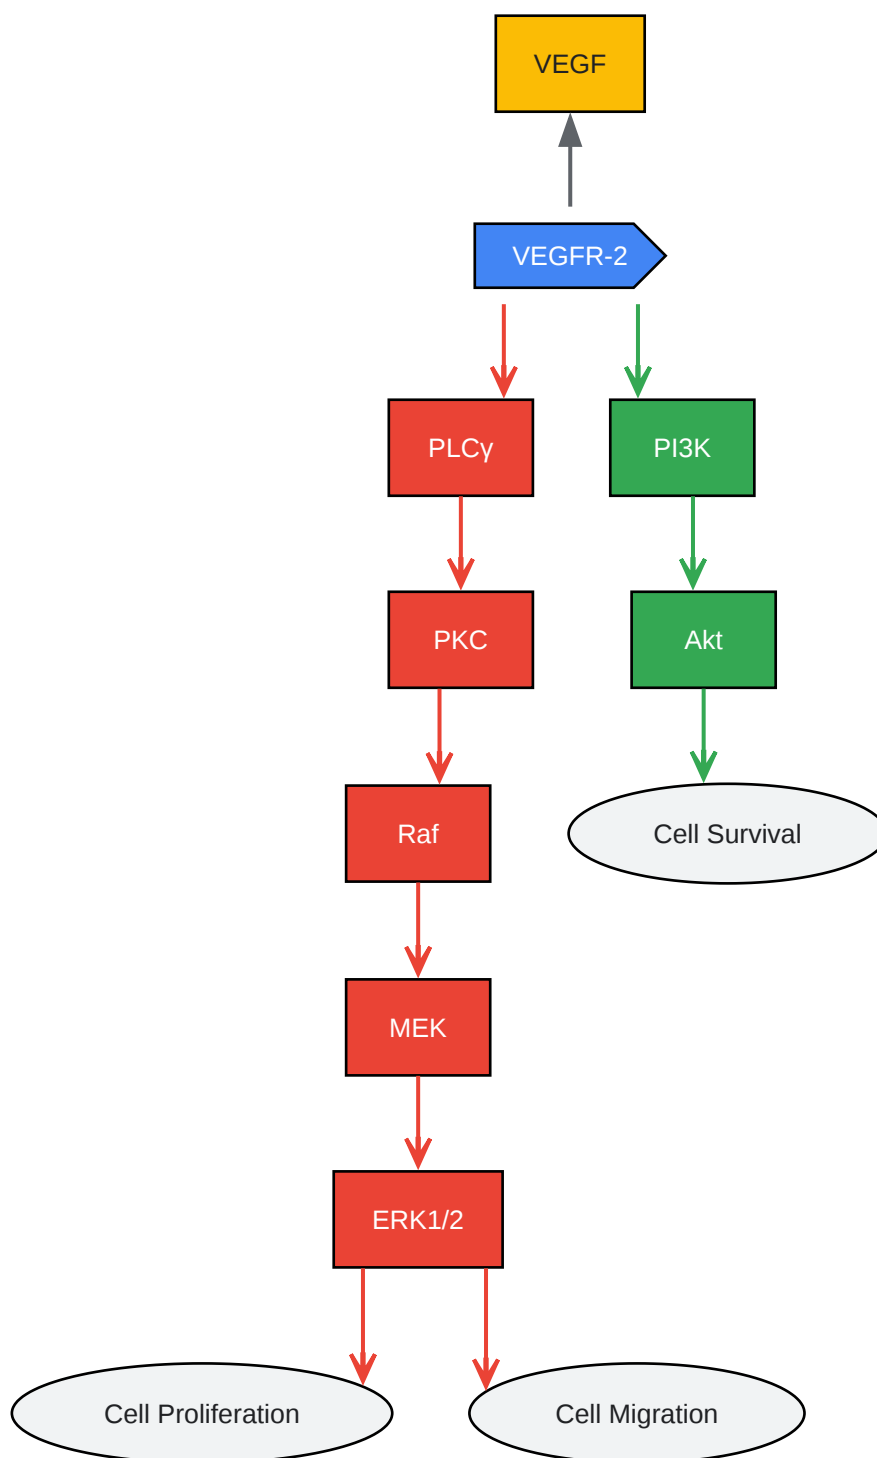 VEGF
VEGFR-2
PLCγ
PI3K
PKC
Akt
Raf
Cell Survival
MEK
ERK1/2
Cell Proliferation
Cell Migration